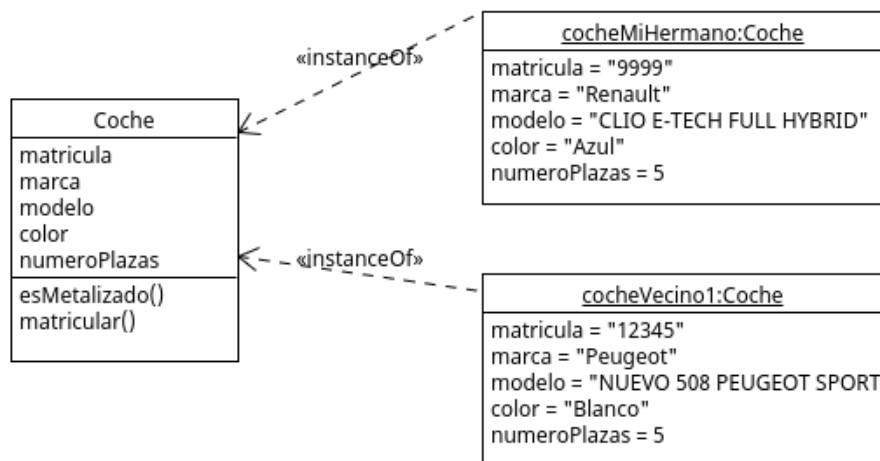 Coche
matricula
marca
modelo
color
numeroPlazas
esMetalizado()
matricular()
«instanceOf»
«instanceOf»
cocheMiHermano:Coche
matricula = "9999"
marca = "Renault"
modelo = "CLIO E-TECH FULL HYBRID"
color = "Azul"
numeroPlazas = 5
cocheVecino1:Coche
matricula = "12345"
marca = "Peugeot"
modelo = "NUEVO 508 PEUGEOT SPORT
color = "Blanco"
numeroPlazas = 5